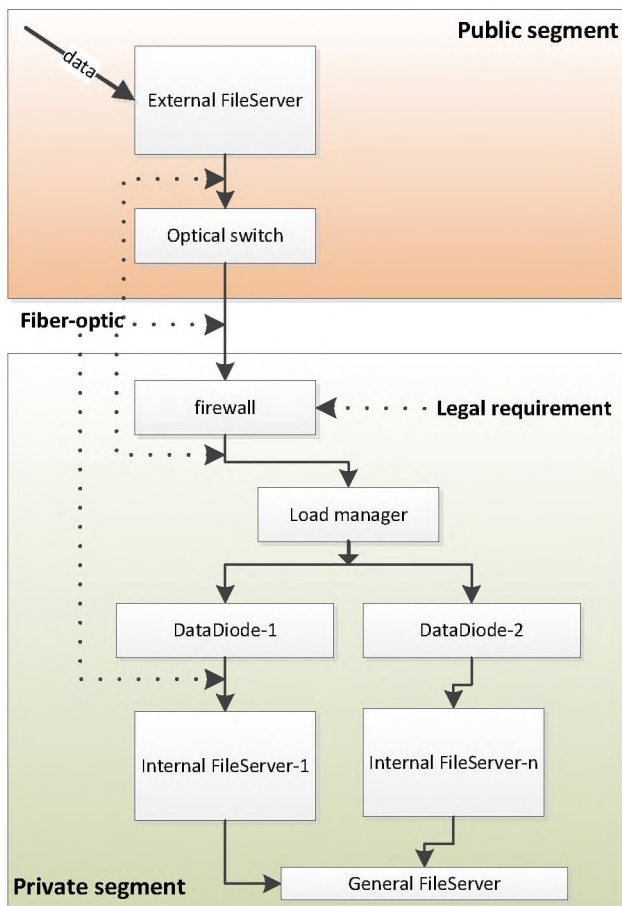 Public segment
data
External FileServer
Optical switch
Fiber-optic
firewall
Legal requirement
Load manager
DataDiode-1
DataDiode-2
Internal FileServer-1
Internal FileServer-n
General FileServer
Private segment